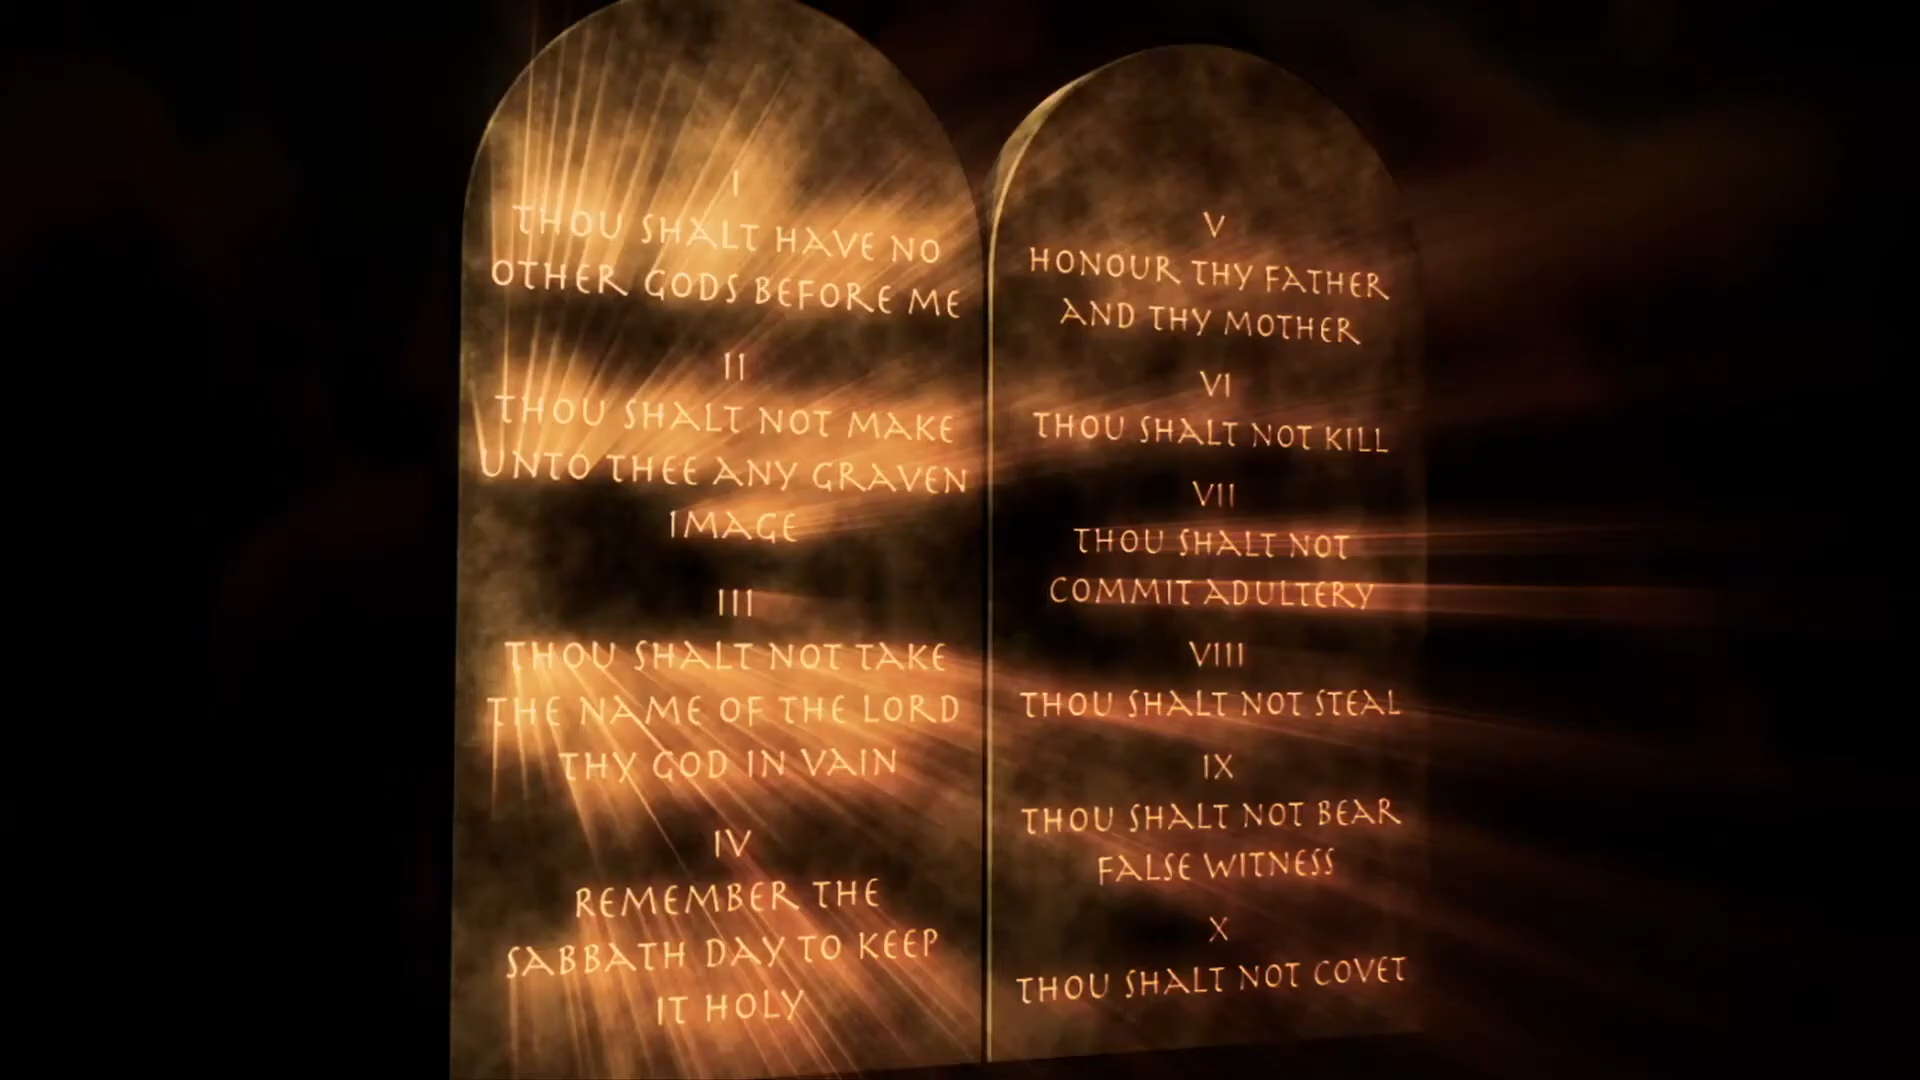 I
THOU SHALT HAVE NO
OTHER GODS BEFORE ME
II
THOU SHALT NOT MAKE
UNTO THEE ANY GRAVEN
IMAGE
III
THOU SHALT NOT TAKE
THE NAME OF THE LORD
THY GOD IN VAIN
IV
REMEMBER THE
SABBATH DAY TO KEEP
IT HOLY
V
HONOUR THY FATHER
AND THY MOTHER
VI
THOU SHALT NOT KILL
VII
THOU SHALT NOT
COMMIT ADULTERY
VIII
THOU SHALT NOT STEAL
IX
THOU SHALT NOT BEAR
FALSE WITNESS
X
THOU SHALT NOT COVET